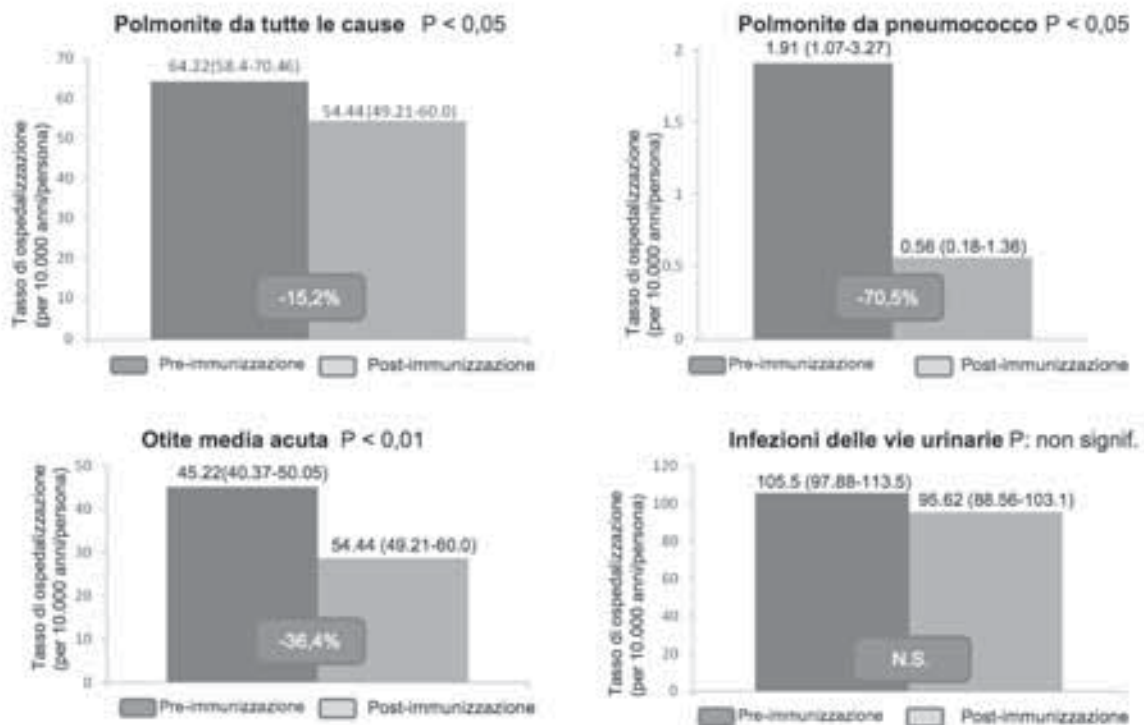 Polmonite da tutte le cause P < 0,05
Tasso di ospedalizzazione
(per 10.000 anni/persona)
70
60
50
40
30
20
10
0
64.22(58.4-70.46)
54.44(49.21-60.0)
-15,2%
Pre-immunizzazione Post-immunizzazione
Polmonite da pneumococco P < 0,05
Tasso di ospedalizzazione
(per 10.000 anni/persona)
2
1.5
1
0.5
0
1.91 (1.07-3.27)
0.56 (0.18-1.36)
-70,5%
Pre-immunizzazione Post-immunizzazione
Otite media acuta P < 0,01
Tasso di ospedalizzazione
(per 10.000 anni/persona)
50
40
30
20
10
0
45.22(40.37-50.05)
54.44 (49.21-60.0)
-36,4%
Pre-immunizzazione Post-immunizzazione
Infezioni delle vie urinarie P: non signif.
Tasso di ospedalizzazione
(per 10.000 anni/persona)
120
100
80
60
40
20
0
105.5 (97.88-113.5)
95.62 (88.56-103.1)
N.S.
Pre-immunizzazione Post-immunizzazione